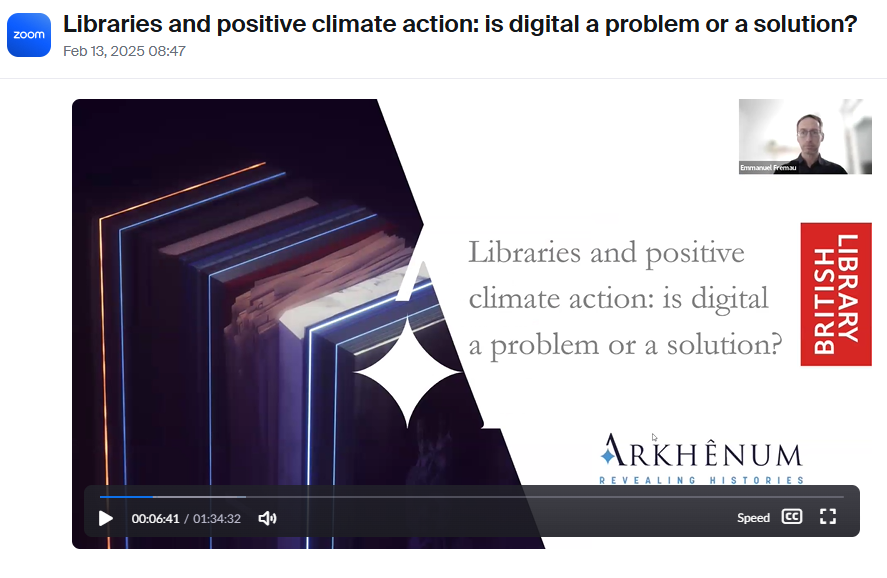 zoom
Libraries and positive climate action: is digital a problem or a solution?
Feb 13, 2025 08:47
Emmanuel Fremau
Libraries and positive
climate action: is digital
a problem or a solution?
BRITISH
LIBRARY
ARKHÊNUM
REVEALING HISTORIES
00:06:41 / 01:34:32
Speed
CC